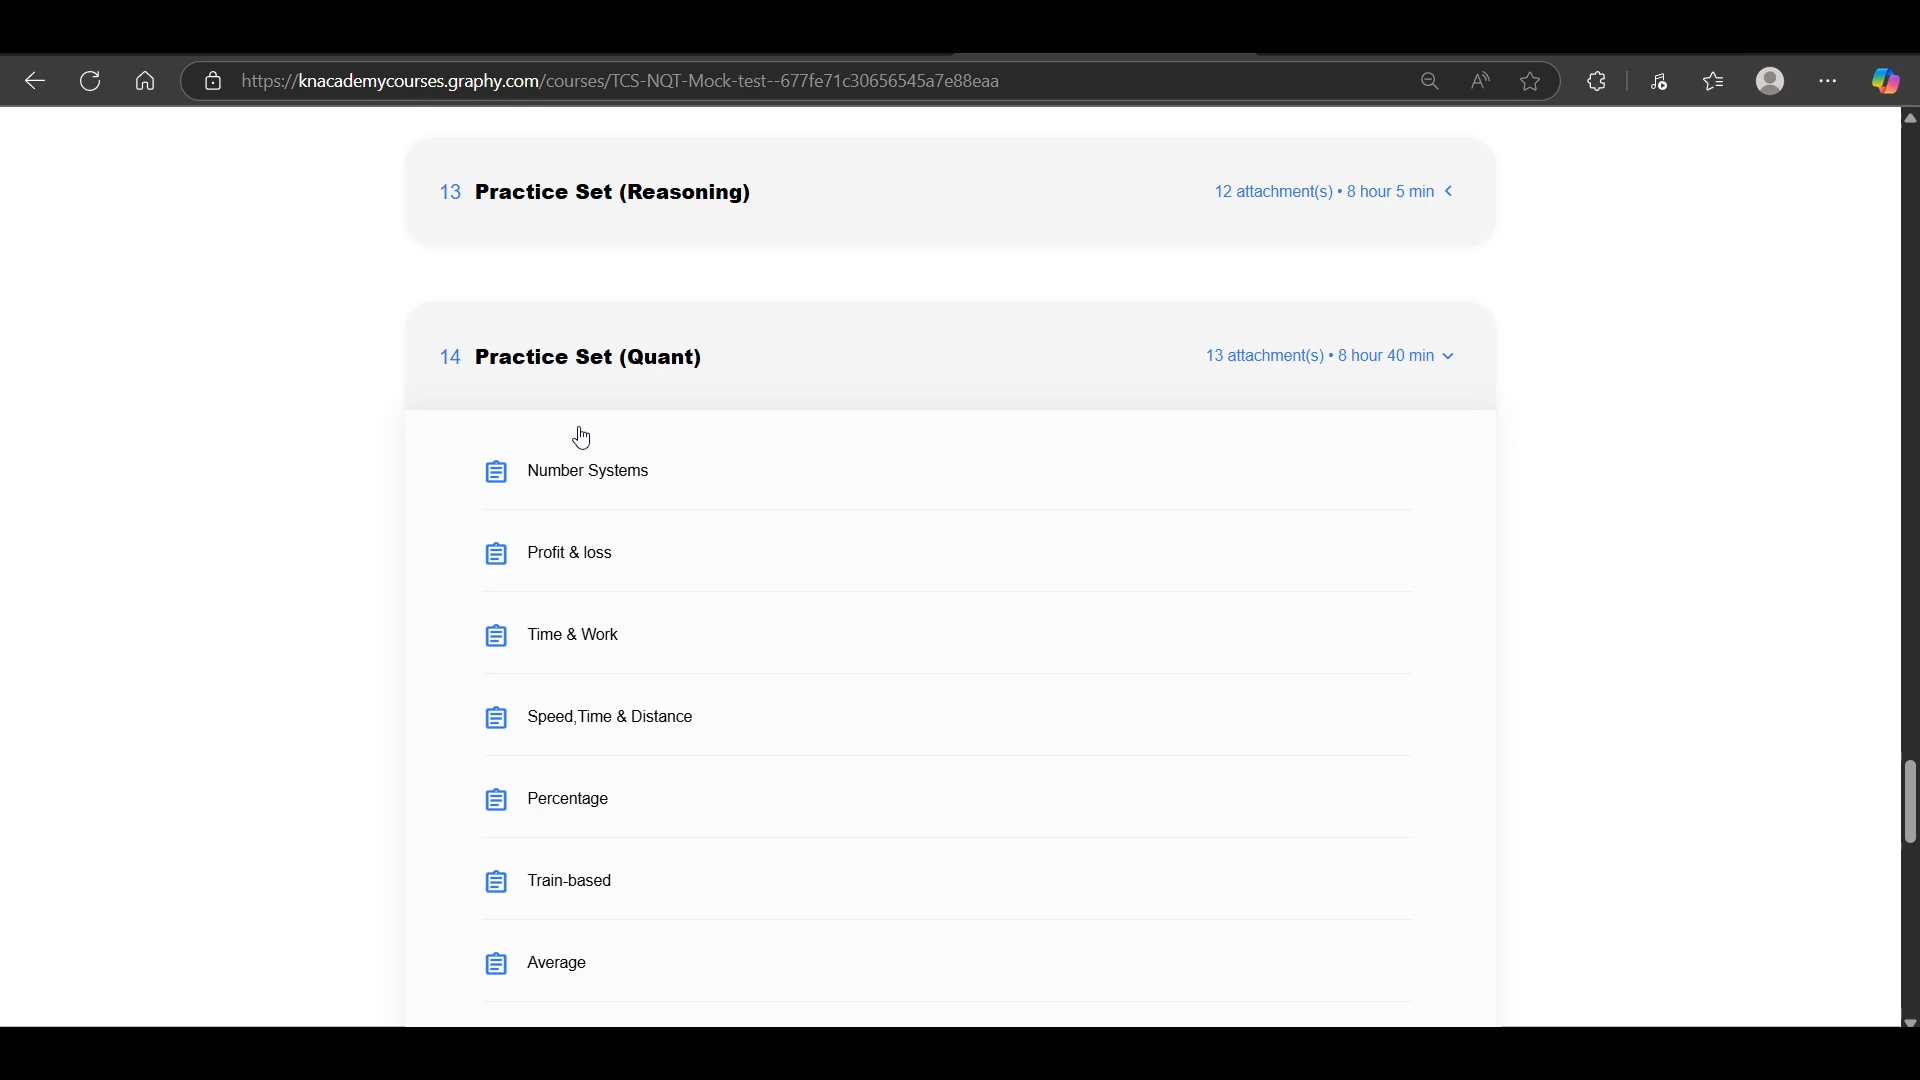 https://knacademycourses.graphy.com/courses/TCS-NQT-Mock-test--677fe71c30656545a7e88eaa
13 Practice Set (Reasoning) 12 attachment(s) • 8 hour 5 min
14 Practice Set (Quant) 13 attachment(s) • 8 hour 40 min
Number Systems
Profit & loss
Time & Work
Speed,Time & Distance
Percentage
Train-based
Average